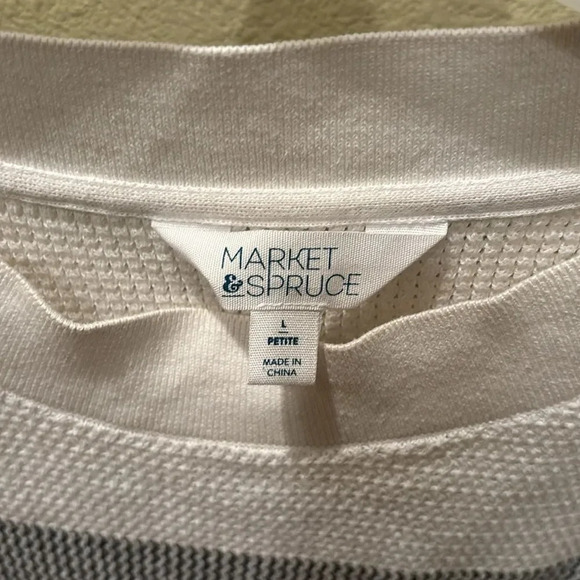 MARKET
&SPRUCE
L
PETITE
MADE IN
CHINA